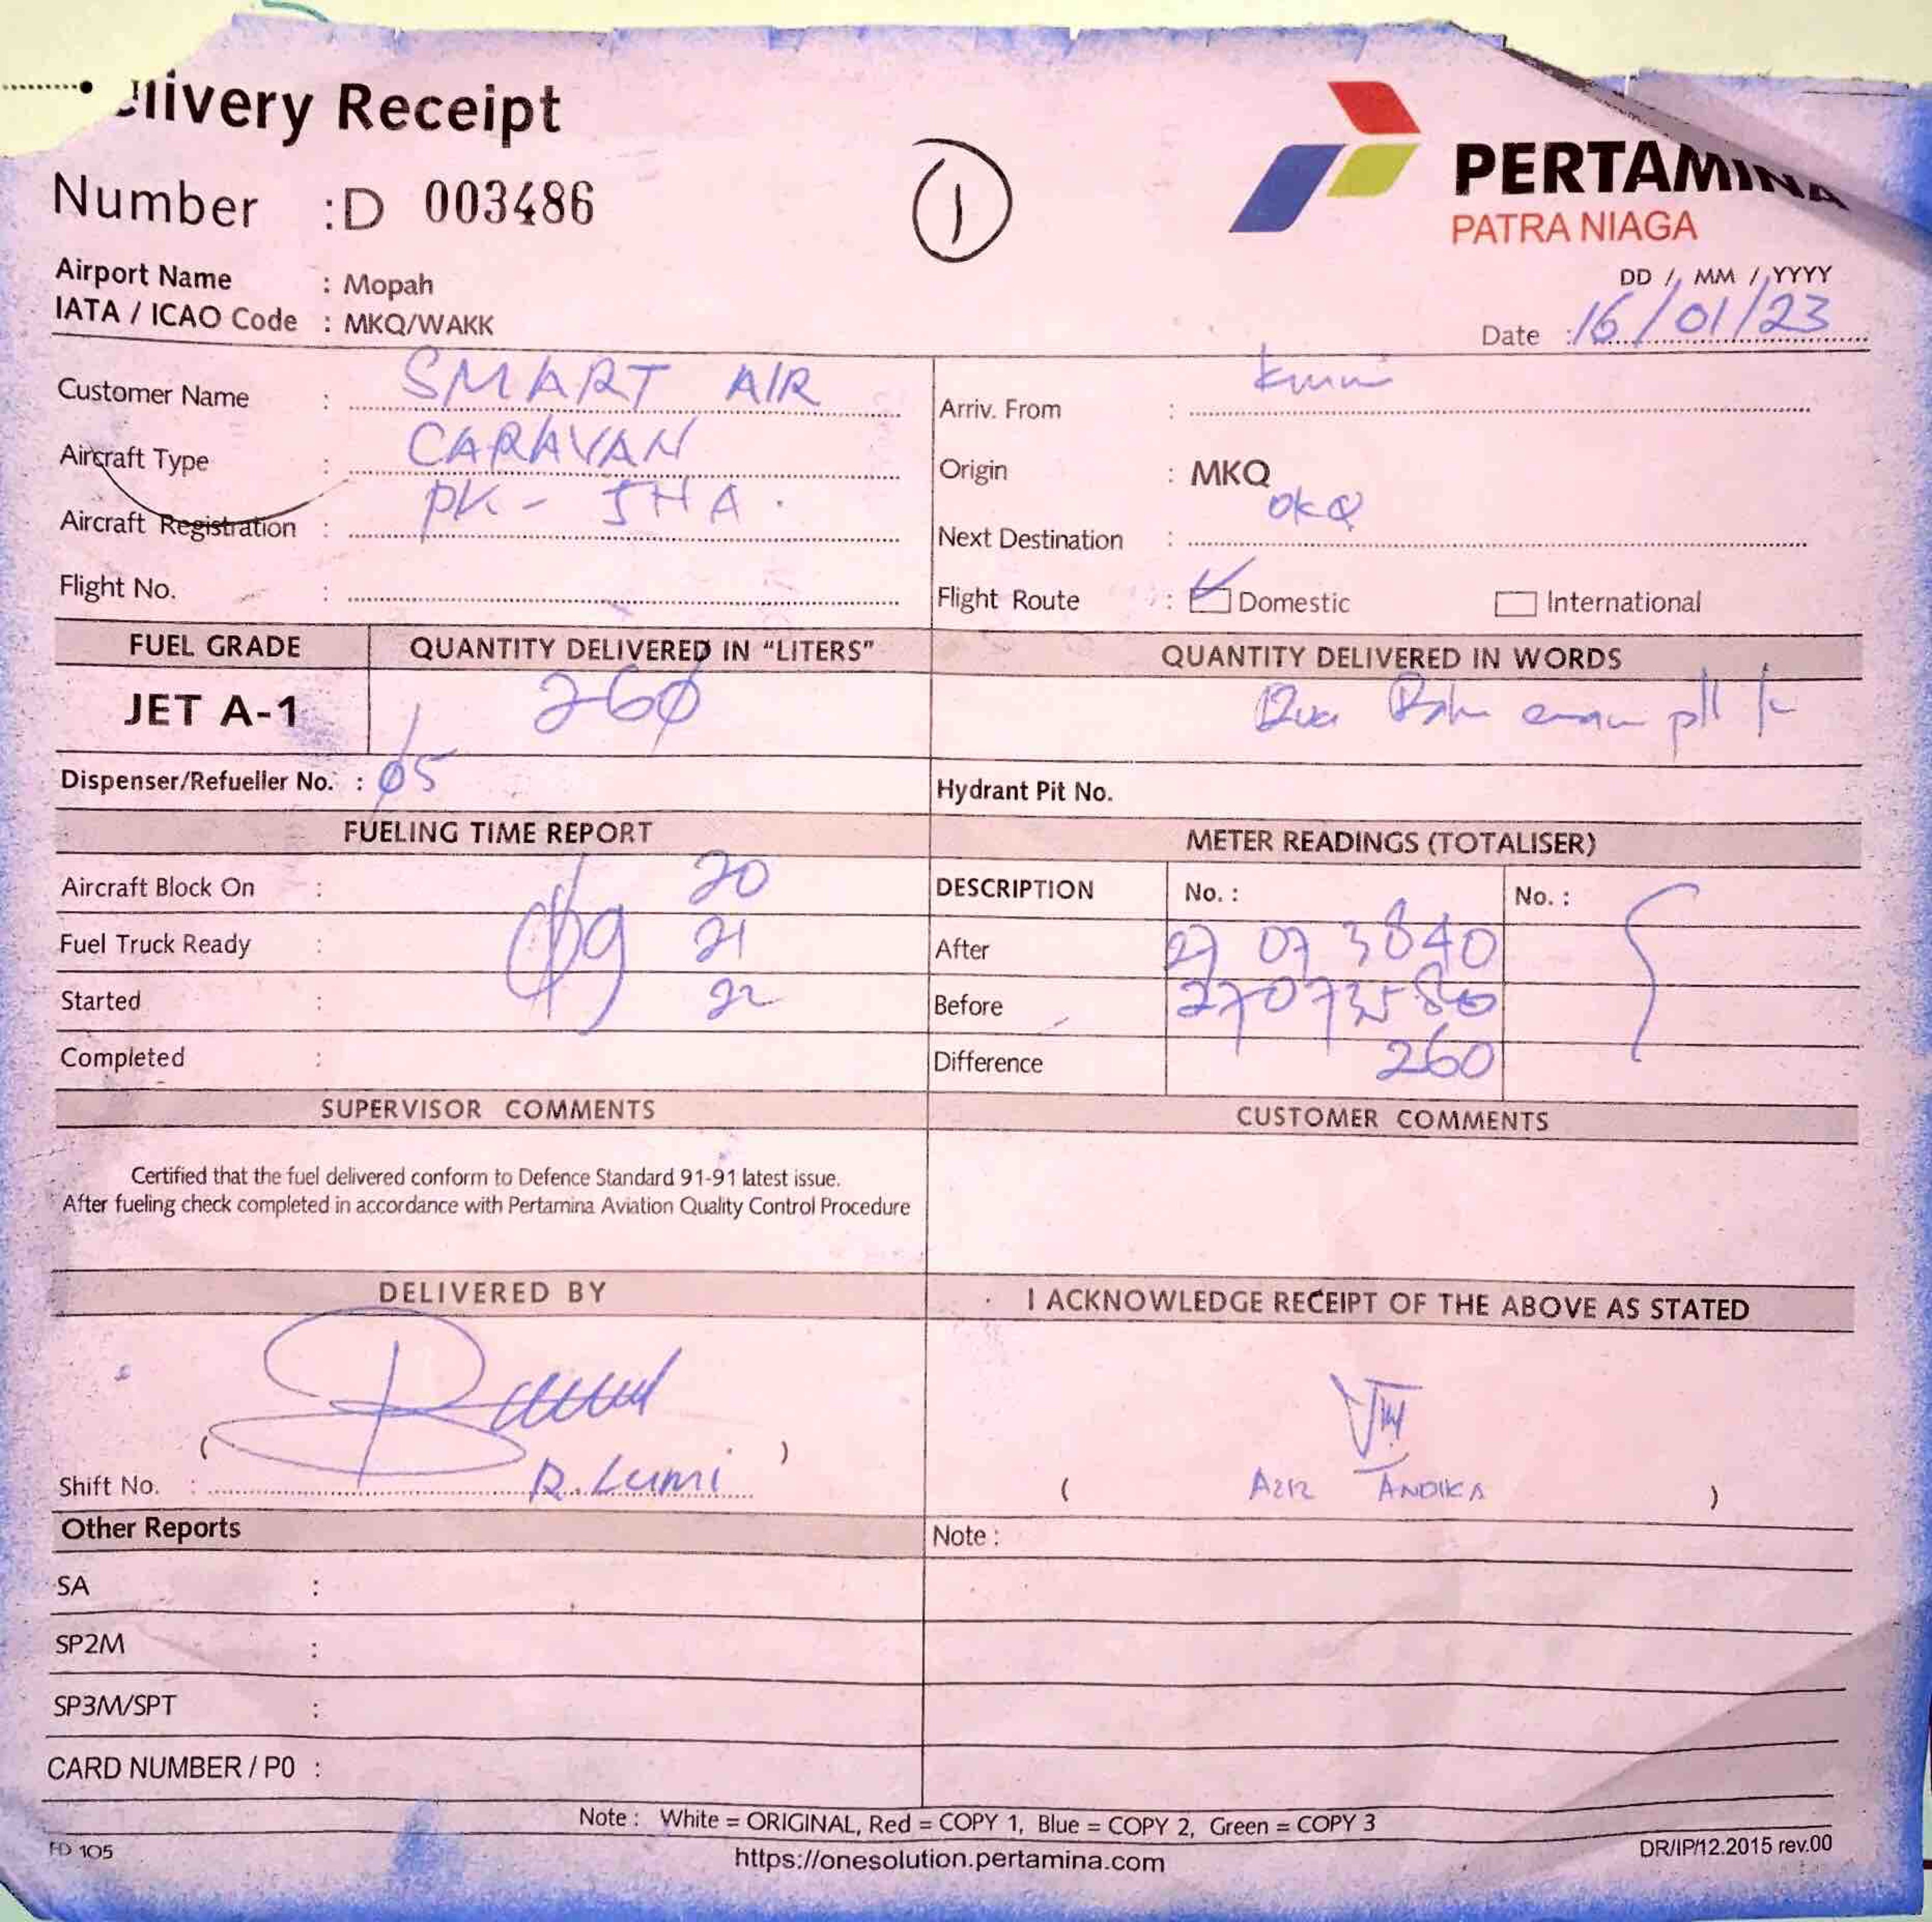 elivery Receipt
Number :D 003486
1
PERTAMINA
PATRA NIAGA
Airport Name : Mopah
IATA / ICAO Code : MKQ/WAKK
DD / MM / YYYY
Date : 16/01/23
Customer Name : SMART AIR
Arriv. From :
Aircraft Type : CARAVAN
Origin : MKQ
Aircraft Registration : PK - SHA
Next Destination : OKQ
Flight No. :
Flight Route : Domestic International
FUEL GRADE QUANTITY DELIVERED IN "LITERS" QUANTITY DELIVERED IN WORDS
JET A-1 260 Dua
Dispenser/Refueller No. : 05
Hydrant Pit No.
FUELING TIME REPORT METER READINGS (TOTALISER)
Aircraft Block On : 20
DESCRIPTION No. : No. :
Fuel Truck Ready : 09 21
After 27073840
Started : 22
Before 27073580
Completed :
Difference 260
SUPERVISOR COMMENTS CUSTOMER COMMENTS
Certified that the fuel delivered conform to Defence Standard 91-91 latest issue.
After fueling check completed in accordance with Pertamina Aviation Quality Control Procedure
DELIVERED BY I ACKNOWLEDGE RECEIPT OF THE ABOVE AS STATED
Shift No. : ( R. Lumi )
( AZIZ ANDIKA )
Other Reports Note :
SA :
SP2M :
SP3M/SPT :
CARD NUMBER / PO :
Note : White = ORIGINAL, Red = COPY 1, Blue = COPY 2, Green = COPY 3
FD 105
https://onesolution.pertamina.com
DR/IP/12.2015 rev.00